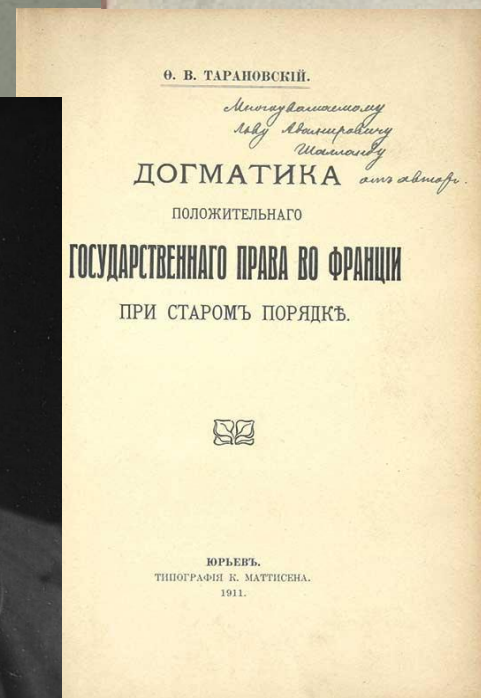 Ѳ. В. ТАРАНОВСКІЙ.
Многоуважаемому
Льву Абрамовичу
Шалланду
отъ автора.
ДОГМАТИКА
ПОЛОЖИТЕЛЬНАГО
ГОСУДАРСТВЕННАГО ПРАВА ВО ФРАНЦІИ
ПРИ СТАРОМЪ ПОРЯДКѢ.
ЮРЬЕВЪ.
ТИПОГРАФІЯ К. МАТТИСЕНА.
1911.